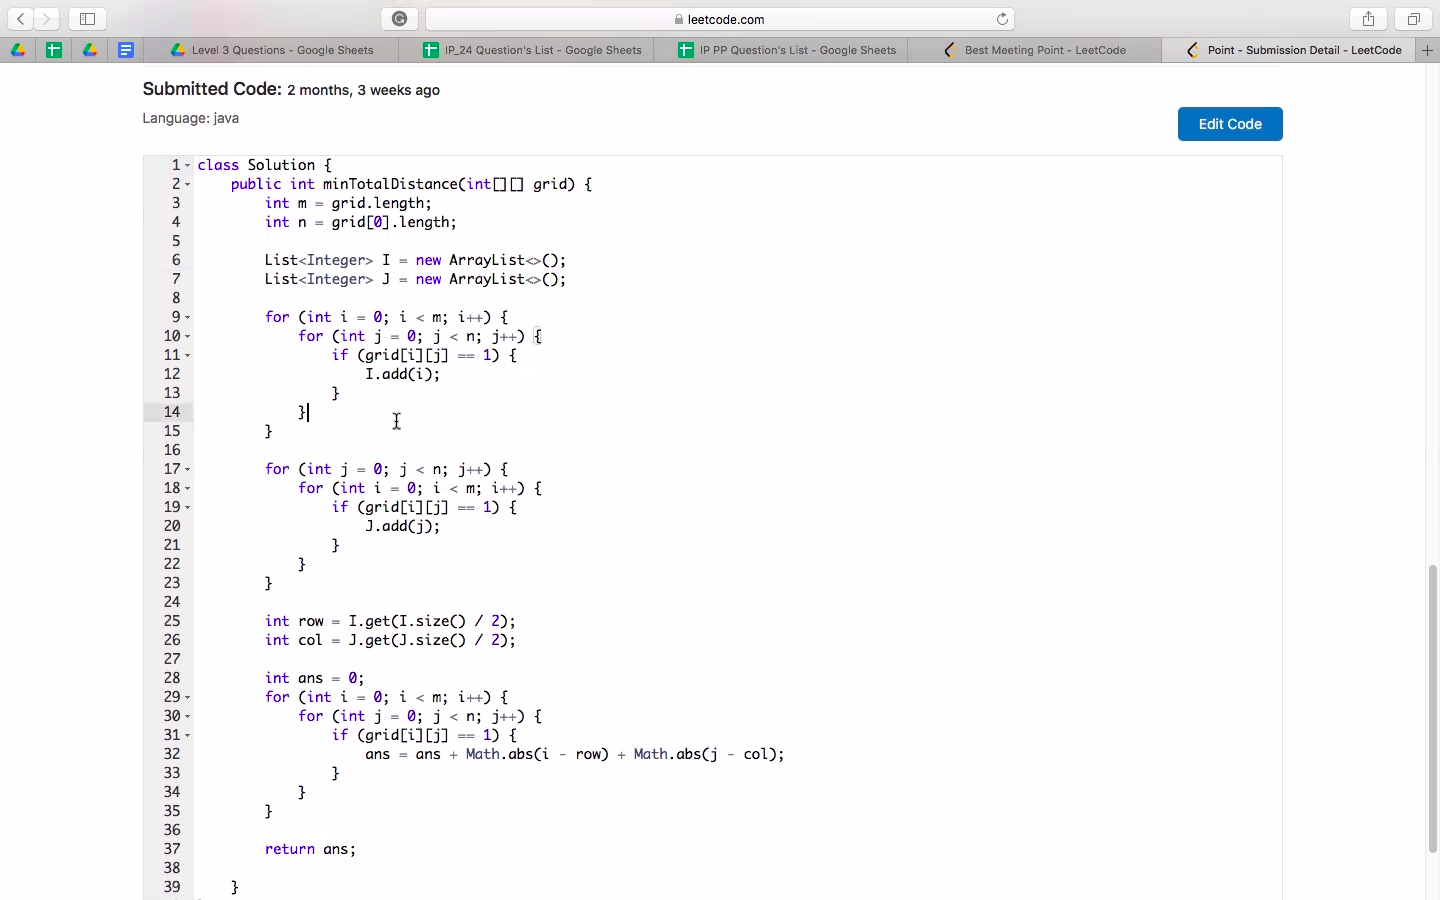 leetcode.com
Level 3 Questions - Google Sheets
IP_24 Question's List - Google Sheets
IP PP Question's List - Google Sheets
Best Meeting Point - LeetCode
Point - Submission Detail - LeetCode
Submitted Code: 2 months, 3 weeks ago
Language: java
Edit Code
1 class Solution {
2     public int minTotalDistance(int[][] grid) {
3         int m = grid.length;
4         int n = grid[0].length;
5
6         List<Integer> I = new ArrayList<>();
7         List<Integer> J = new ArrayList<>();
8
9         for (int i = 0; i < m; i++) {
10             for (int j = 0; j < n; j++) {
11                 if (grid[i][j] == 1) {
12                     I.add(i);
13                 }
14             }
15         }
16
17         for (int j = 0; j < n; j++) {
18             for (int i = 0; i < m; i++) {
19                 if (grid[i][j] == 1) {
20                     J.add(j);
21                 }
22             }
23         }
24
25         int row = I.get(I.size() / 2);
26         int col = J.get(J.size() / 2);
27
28         int ans = 0;
29         for (int i = 0; i < m; i++) {
30             for (int j = 0; j < n; j++) {
31                 if (grid[i][j] == 1) {
32                     ans = ans + Math.abs(i - row) + Math.abs(j - col);
33                 }
34             }
35         }
36
37         return ans;
38
39     }